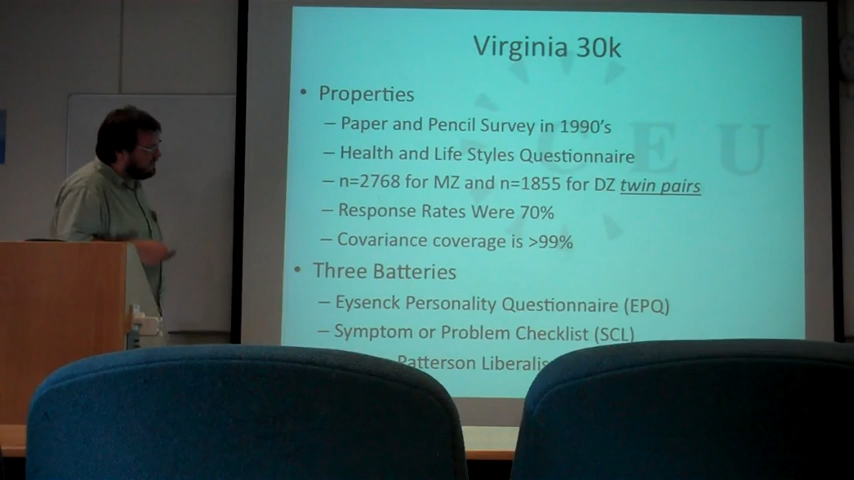 Virginia 30k
• Properties
– Paper and Pencil Survey in 1990's
– Health and Life Styles Questionnaire
– n=2768 for MZ and n=1855 for DZ twin pairs
– Response Rates Were 70%
– Covariance coverage is >99%
• Three Batteries
– Eysenck Personality Questionnaire (EPQ)
– Symptom or Problem Checklist (SCL)
Patterson
CEU